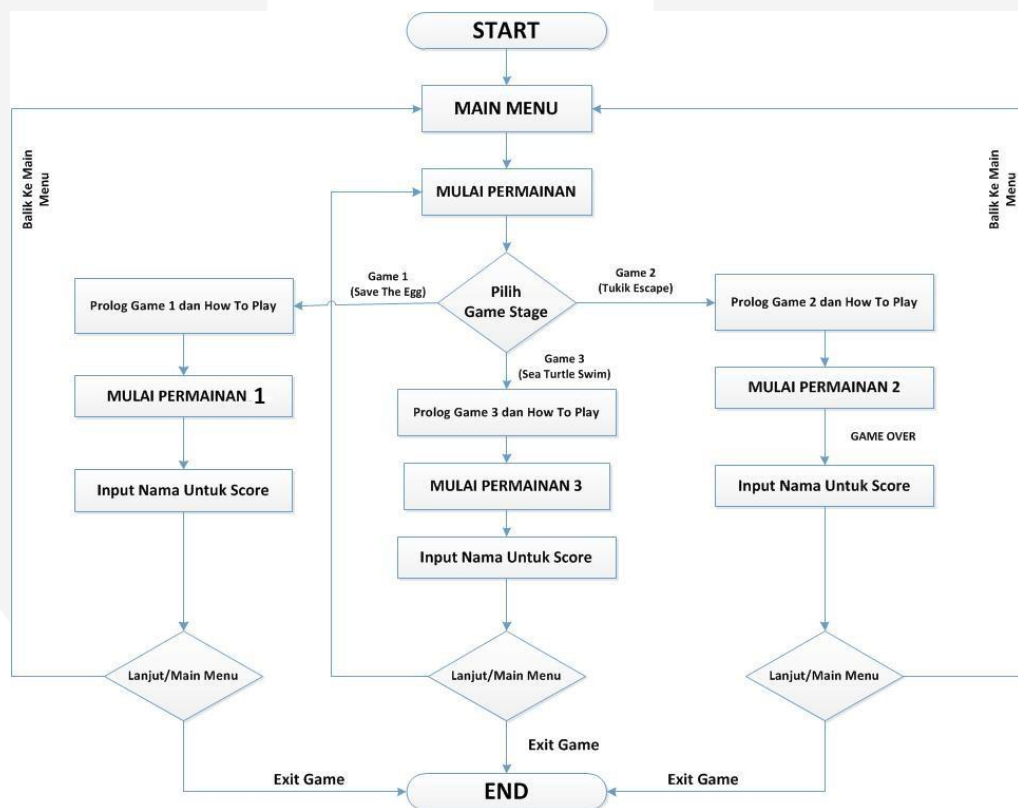 START
MAIN MENU
Balik Ke Main
Menu
Balik Ke Main
Menu
MULAI PERMAINAN
Game 1
(Save The Egg)
Pilih
Game Stage
Game 2
(Tukik Escape)
Prolog Game 1 dan How To Play
Prolog Game 2 dan How To Play
Game 3
(Sea Turtle Swim)
MULAI PERMAINAN 1
Prolog Game 3 dan How To Play
MULAI PERMAINAN 2
GAME OVER
Input Nama Untuk Score
MULAI PERMAINAN 3
Input Nama Untuk Score
Input Nama Untuk Score
Lanjut/Main Menu
Lanjut/Main Menu
Lanjut/Main Menu
Exit Game
Exit Game
Exit Game
END